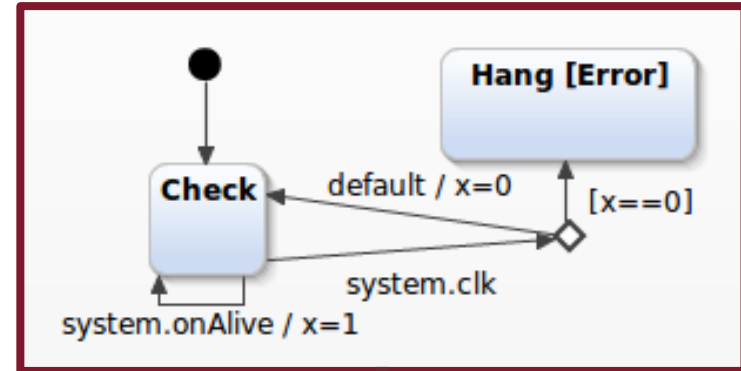 Hang [Error]
Check
default / x=0
[x==0]
system.clk
system.onAlive / x=1